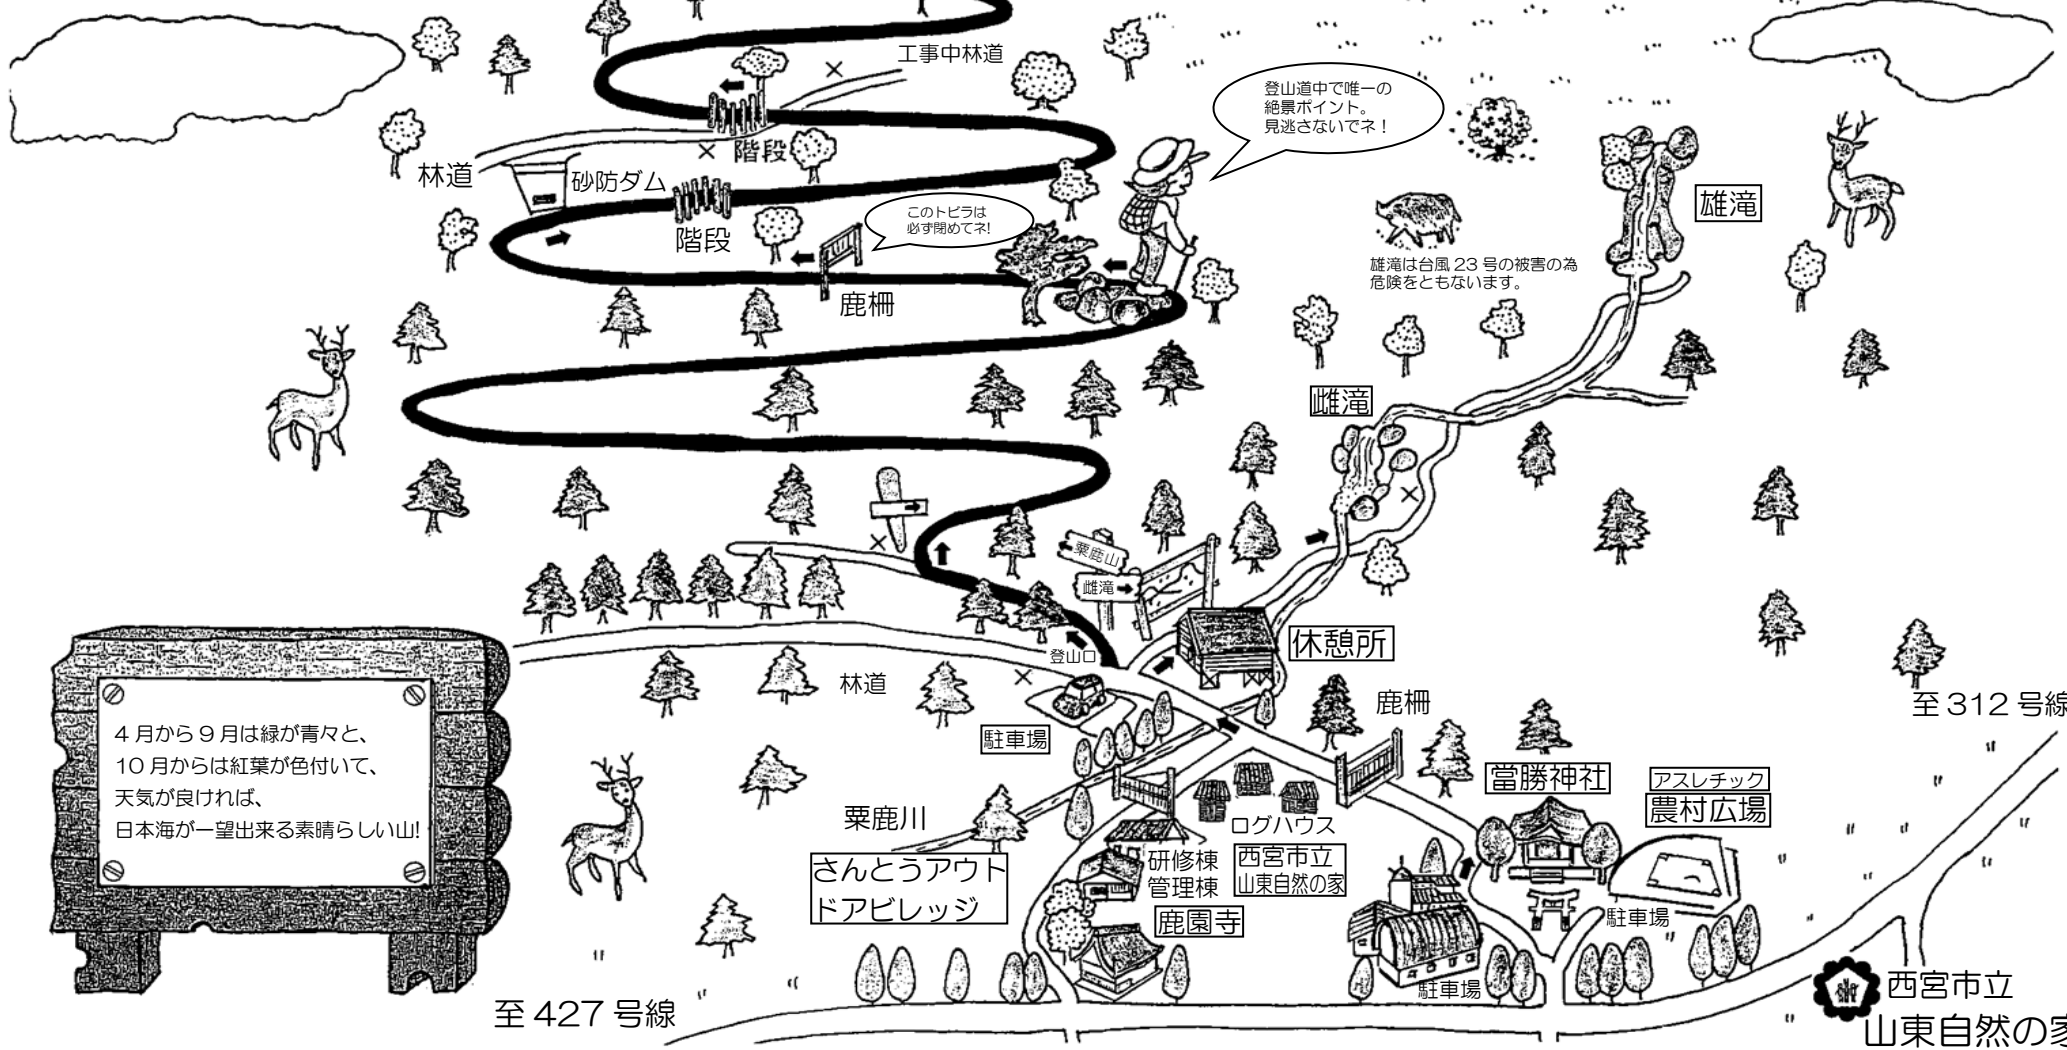 工事中林道
登山道中で唯一の
絶景ポイント。
見逃さないでネ！
階段
林道
砂防ダム
階段
このトビラは
必ず閉めてネ!
鹿柵
雄滝
雄滝は台風 23 号の被害の為
危険をともないます。
雌滝
粟鹿山
雌滝
休憩所
登山口
林道
駐車場
鹿柵
至 312 号線
4 月から 9 月は緑が青々と、
10 月からは紅葉が色付いて、
天気が良ければ、
日本海が一望出来る素晴らしい山!
當勝神社
アスレチック
農村広場
粟鹿川
ログハウス
さんとうアウト
ドアビレッジ
研修棟
管理棟
西宮市立
山東自然の家
鹿園寺
駐車場
駐車場
至 427 号線
西宮市立
山東自然の家